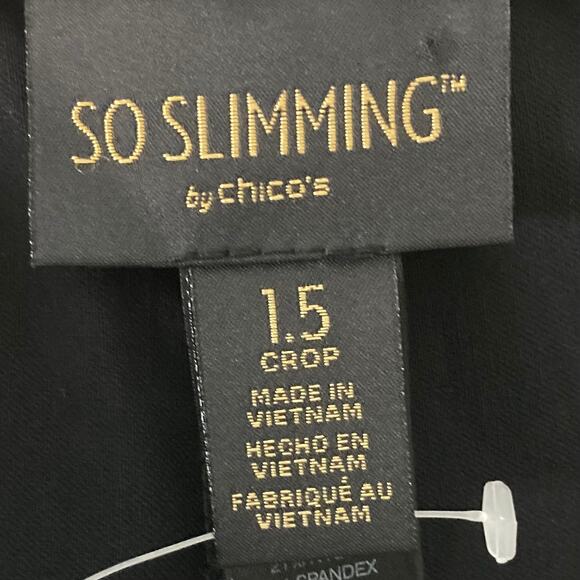 SO SLIMMING™
by chico's
1.5
CROP
MADE IN
VIETNAM
HECHO EN
VIETNAM
FABRIQUÉ AU
VIETNAM
SPANDEX